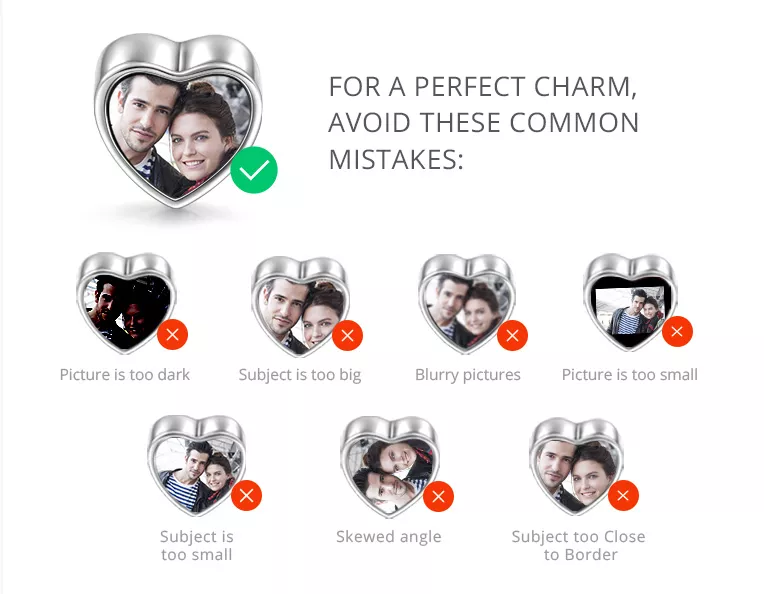 FOR A PERFECT CHARM,
AVOID THESE COMMON
MISTAKES:
Picture is too dark
Subject is too big
Blurry pictures
Picture is too small
Subject is
too small
Skewed angle
Subject too Close
to Border